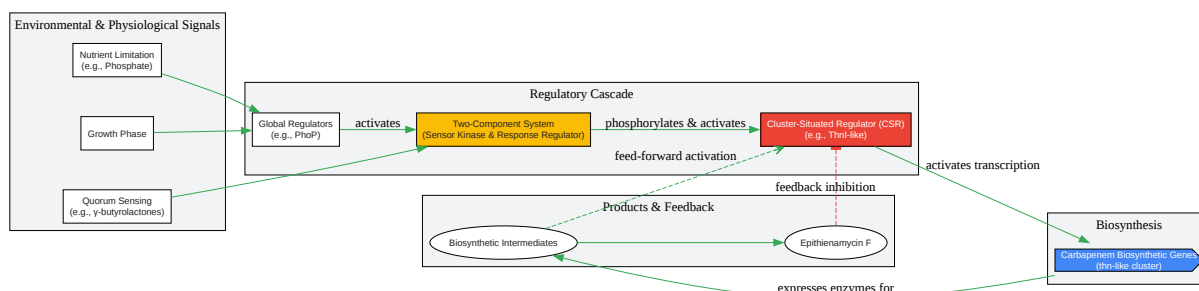 Environmental & Physiological Signals
Nutrient Limitation
(e.g., Phosphate)
Growth Phase
Quorum Sensing
(e.g., γ-butyrolactones)
Regulatory Cascade
Global Regulators
(e.g., PhoP)
activates
Two-Component System
(Sensor Kinase & Response Regulator)
phosphorylates & activates
Cluster-Situated Regulator (CSR)
(e.g., ThnI-like)
feed-forward activation
feedback inhibition
activates transcription
Products & Feedback
Biosynthetic Intermediates
Epithienamycin F
Biosynthesis
Carbapenem Biosynthetic Genes
(thn-like cluster)
expresses enzymes for